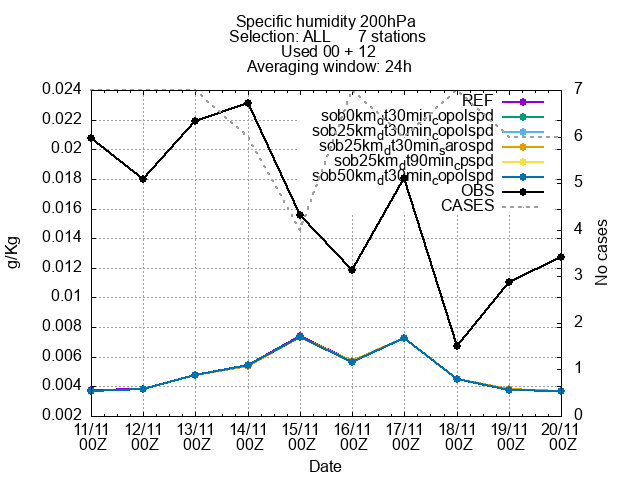 Specific humidity 200hPa
Selection: ALL 7 stations
Used 00 + 12
Averaging window: 24h
0.024
0.022
0.02
0.018
0.016
0.014
0.012
0.01
0.008
0.006
0.004
0.002
g/Kg
7
6
5
4
3
2
1
0
No cases
REF
sob0km_dt30min_copolspd
sob25km_dt30min_copolspd
sob25km_dt30min_sarospd
sob25km_dt90min_cpspd
sob50km_dt30min_copolspd
OBS
CASES
11/11 12/11 13/11 14/11 15/11 16/11 17/11 18/11 19/11 20/11
00Z 00Z 00Z 00Z 00Z 00Z 00Z 00Z 00Z 00Z
Date